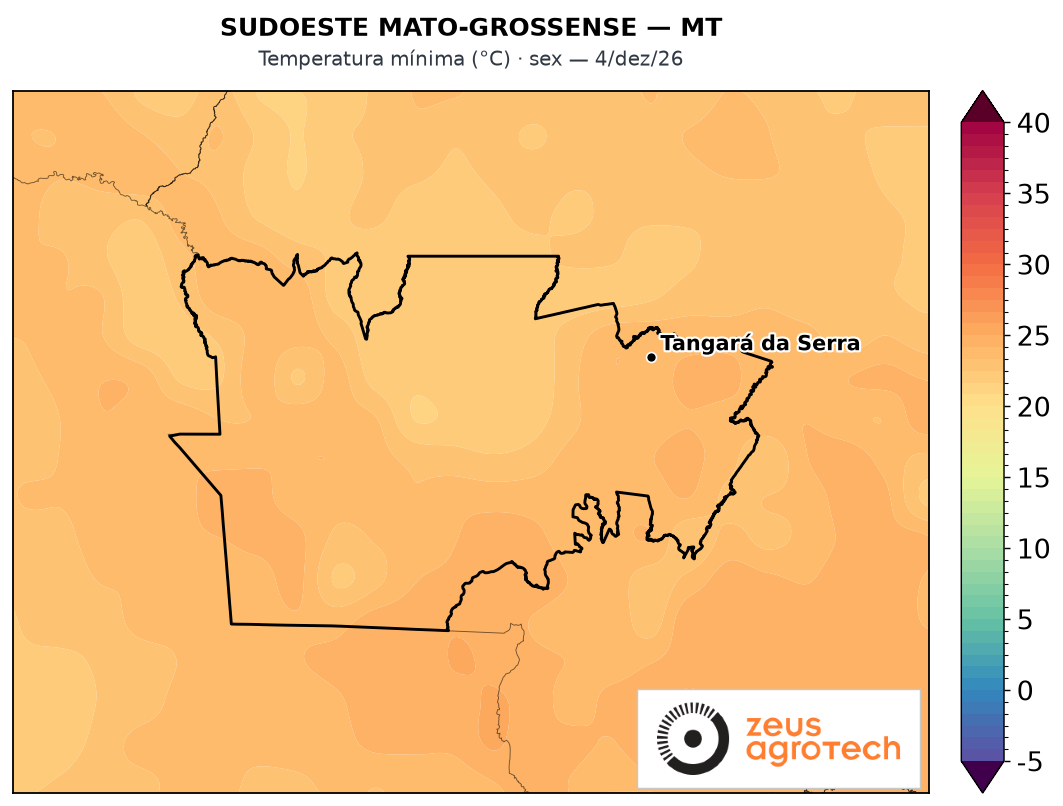 SUDOESTE MATO-GROSSENSE — MT
Temperatura mínima (°C) · sex — 4/dez/26
40
35
30
25
20
15
10
5
0
-5
Tangará da Serra
zeus
agrotech